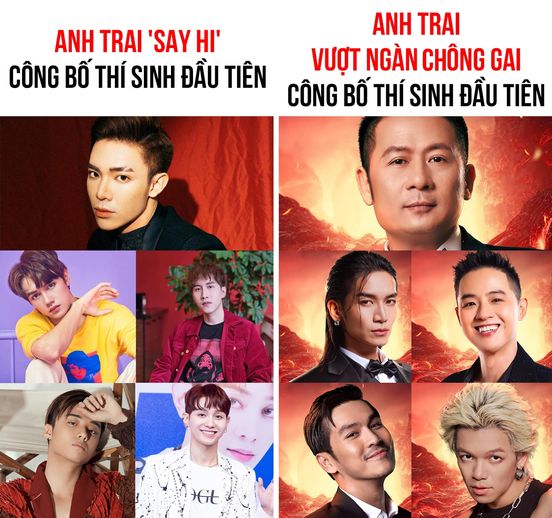 ANH TRAI 'SAY HI'
CÔNG BỐ THÍ SINH ĐẦU TIÊN
ANH TRAI
VƯỢT NGÀN CHÔNG GAI
CÔNG BỐ THÍ SINH ĐẦU TIÊN